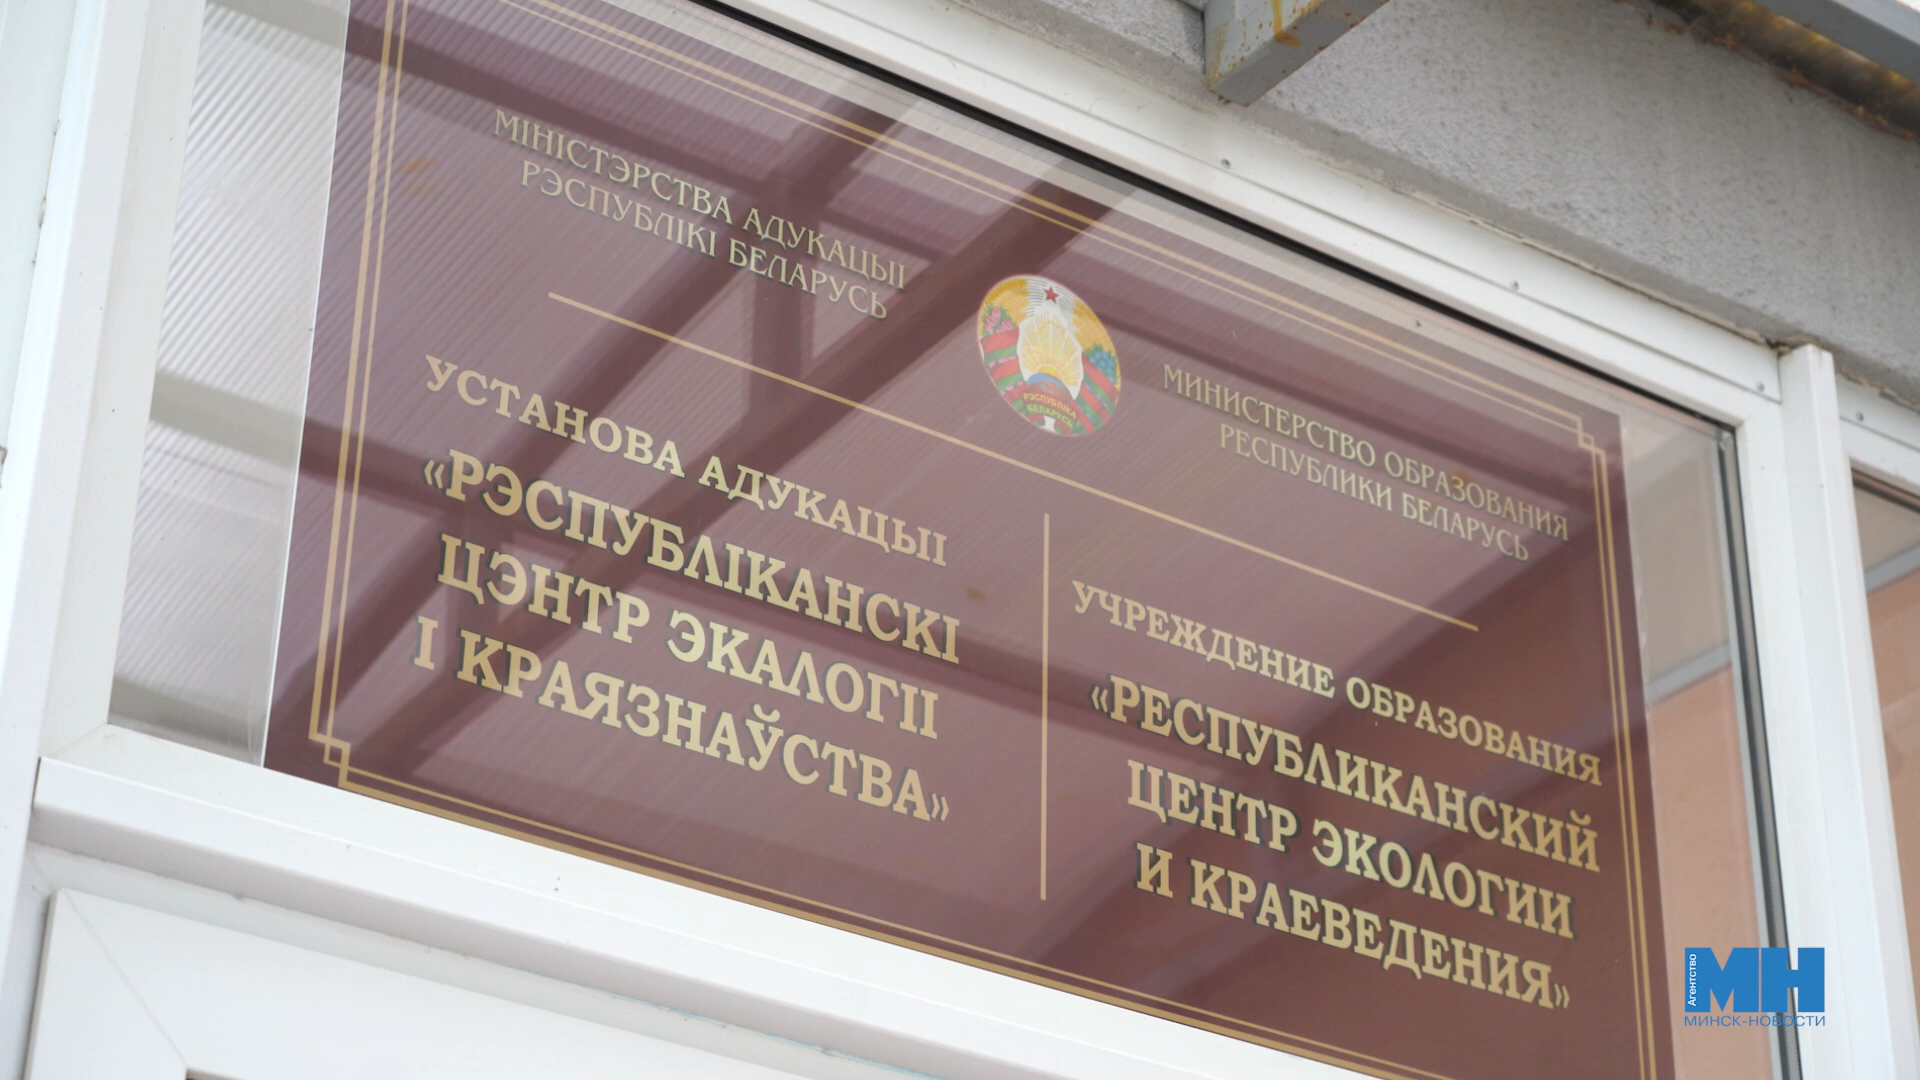 МІНІСТЭРСТВА АДУКАЦЫІ
РЭСПУБЛІКІ БЕЛАРУСЬ
УСТАНОВА АДУКАЦЫІ
«РЭСПУБЛІКАНСКІ
ЦЭНТР ЭКАЛОГІІ
І КРАЯЗНАЎСТВА»
РЭСПУБЛІКА
БЕЛАРУСЬ
МИНИСТЕРСТВО ОБРАЗОВАНИЯ
РЕСПУБЛИКИ БЕЛАРУСЬ
УЧРЕЖДЕНИЕ ОБРАЗОВАНИЯ
«РЕСПУБЛИКАНСКИЙ
ЦЕНТР ЭКОЛОГИИ
И КРАЕВЕДЕНИЯ»
Агентство
МН
МИНСК-НОВОСТИ